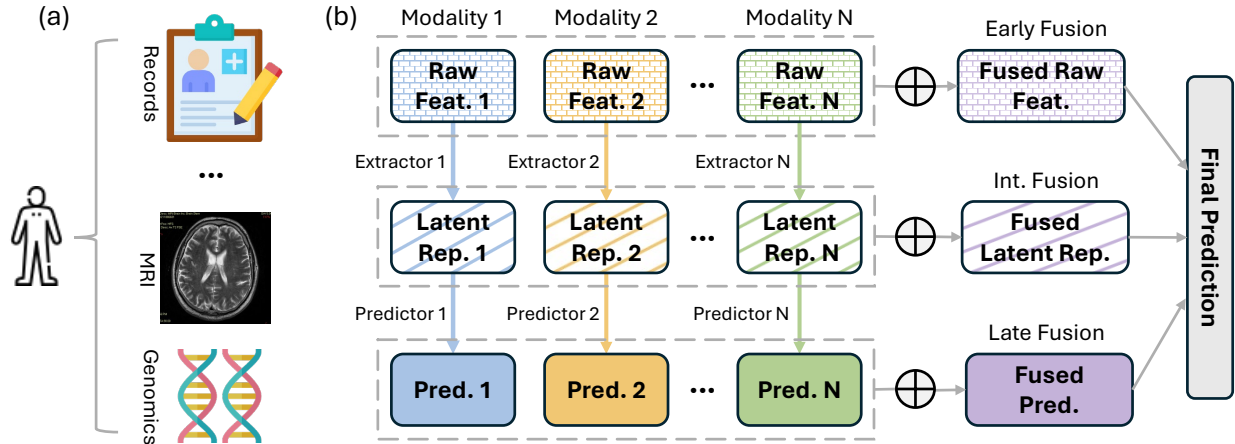 (a)
Records
...
MRI
Genomics
(b)
Modality 1
Modality 2
Modality N
Early Fusion
Raw
Feat. 1
Raw
Feat. 2
...
Raw
Feat. N
Fused Raw
Feat.
Extractor 1
Extractor 2
Extractor N
Int. Fusion
Latent
Rep. 1
Latent
Rep. 2
...
Latent
Rep. N
Fused
Latent Rep.
Predictor 1
Predictor 2
Predictor N
Late Fusion
Pred. 1
Pred. 2
...
Pred. N
Fused
Pred.
Final Prediction